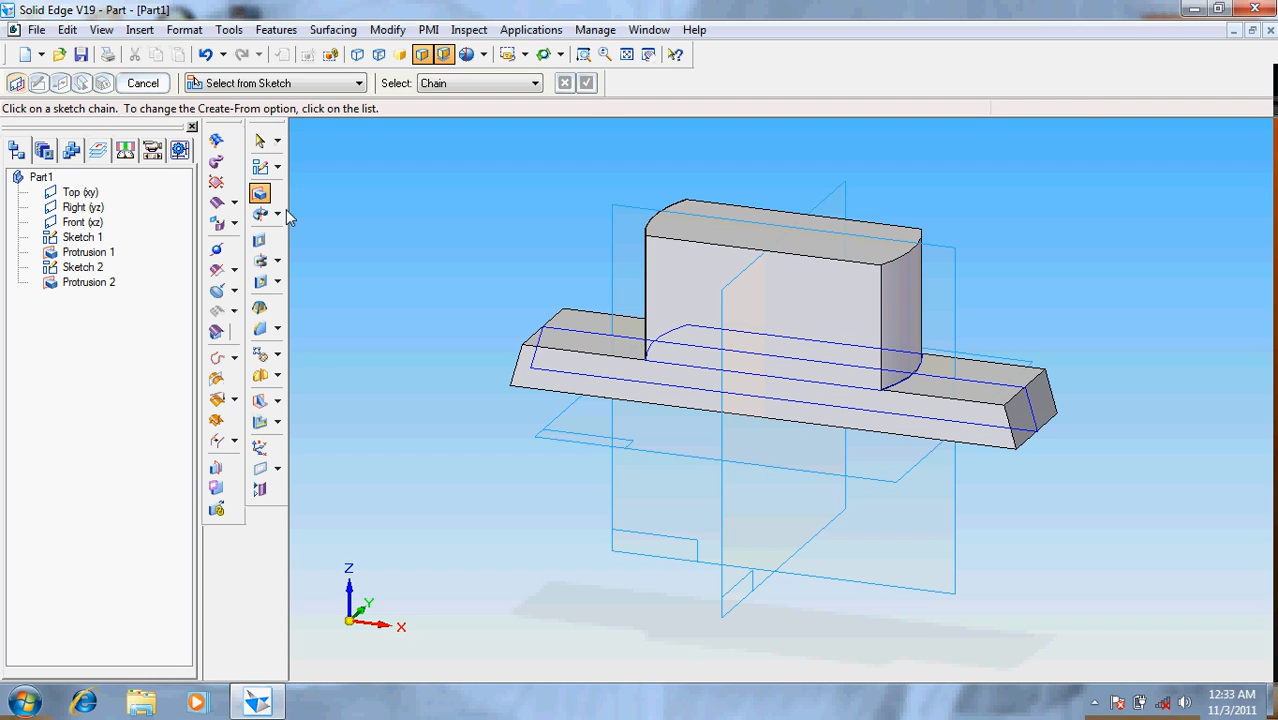 Solid Edge V19 - Part - [Part1]
File Edit View Insert Format Tools Features Surfacing Modify PMI Inspect Applications Manage Window Help
Cancel Select from Sketch Select: Chain
Click on a sketch chain. To change the Create-From option, click on the list.
Part1
Top (xy)
Right (yz)
Front (xz)
Sketch 1
Protrusion 1
Sketch 2
Protrusion 2
Z
Y
X
12:33 AM
11/3/2011